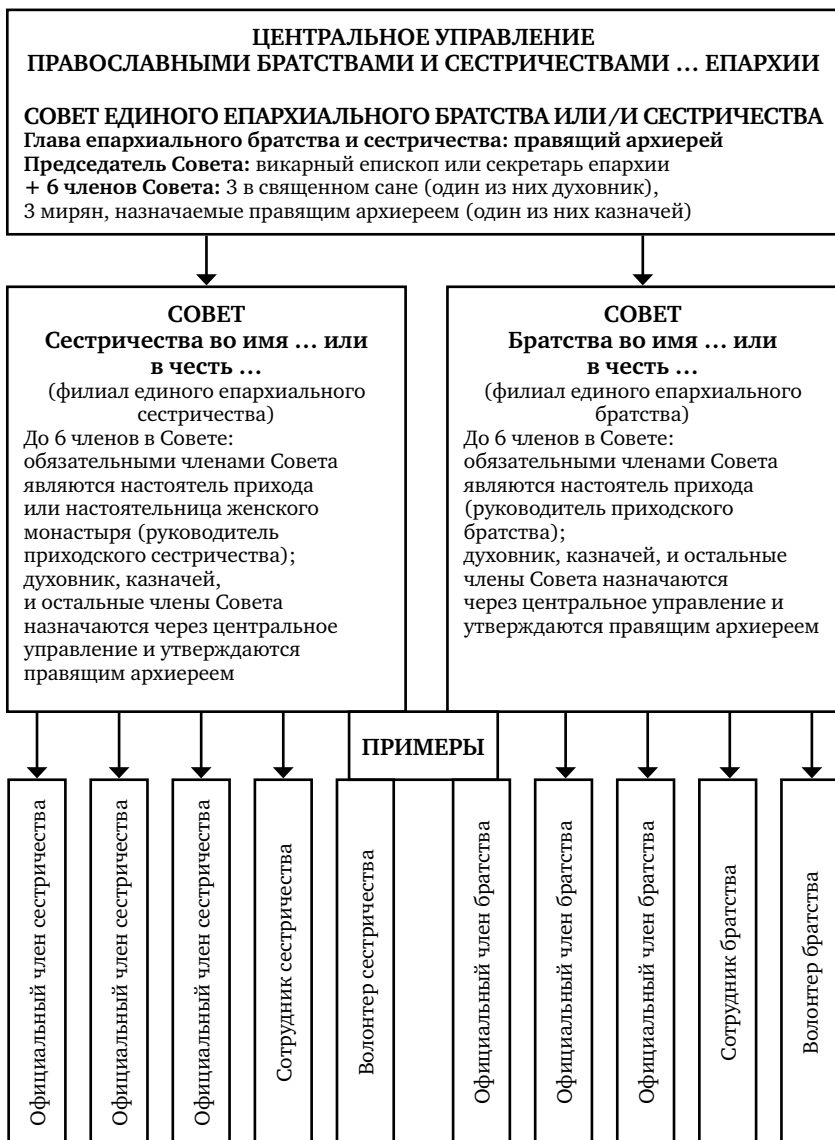 ЦЕНТРАЛЬНОЕ УПРАВЛЕНИЕ
ПРАВОСЛАВНЫМИ БРАТСТВАМИ И СЕСТРИЧЕСТВАМИ … ЕПАРХИИ
СОВЕТ ЕДИНОГО ЕПАРХИАЛЬНОГО БРАТСТВА ИЛИ/И СЕСТРИЧЕСТВА
Глава епархиального братства и сестричества: правящий архиерей
Председатель Совета: викарный епископ или секретарь епархии
+ 6 членов Совета: 3 в священном сане (один из них духовник),
3 мирян, назначаемые правящим архиереем (один из них казначей)
СОВЕТ
Сестричества во имя … или
в честь …
(филиал единого епархиального
сестричества)
До 6 членов в Совете:
обязательными членами Совета
являются настоятель прихода
или настоятельница женского
монастыря (руководитель
приходского сестричества);
духовник, казначей,
и остальные члены Совета
назначаются через центральное
управление и утверждаются
правящим архиереем
СОВЕТ
Братства во имя … или
в честь …
(филиал единого епархиального
братства)
До 6 членов в Совете:
обязательными членами Совета
являются настоятель прихода
(руководитель приходского
братства);
духовник, казначей, и остальные
члены Совета назначаются
через центральное управление и
утверждаются правящим архиереем
ПРИМЕРЫ
Официальный член сестричества
Официальный член сестричества
Официальный член сестричества
Сотрудник сестричества
Волонтер сестричества
Официальный член братства
Официальный член братства
Официальный член братства
Сотрудник братства
Волонтер братства